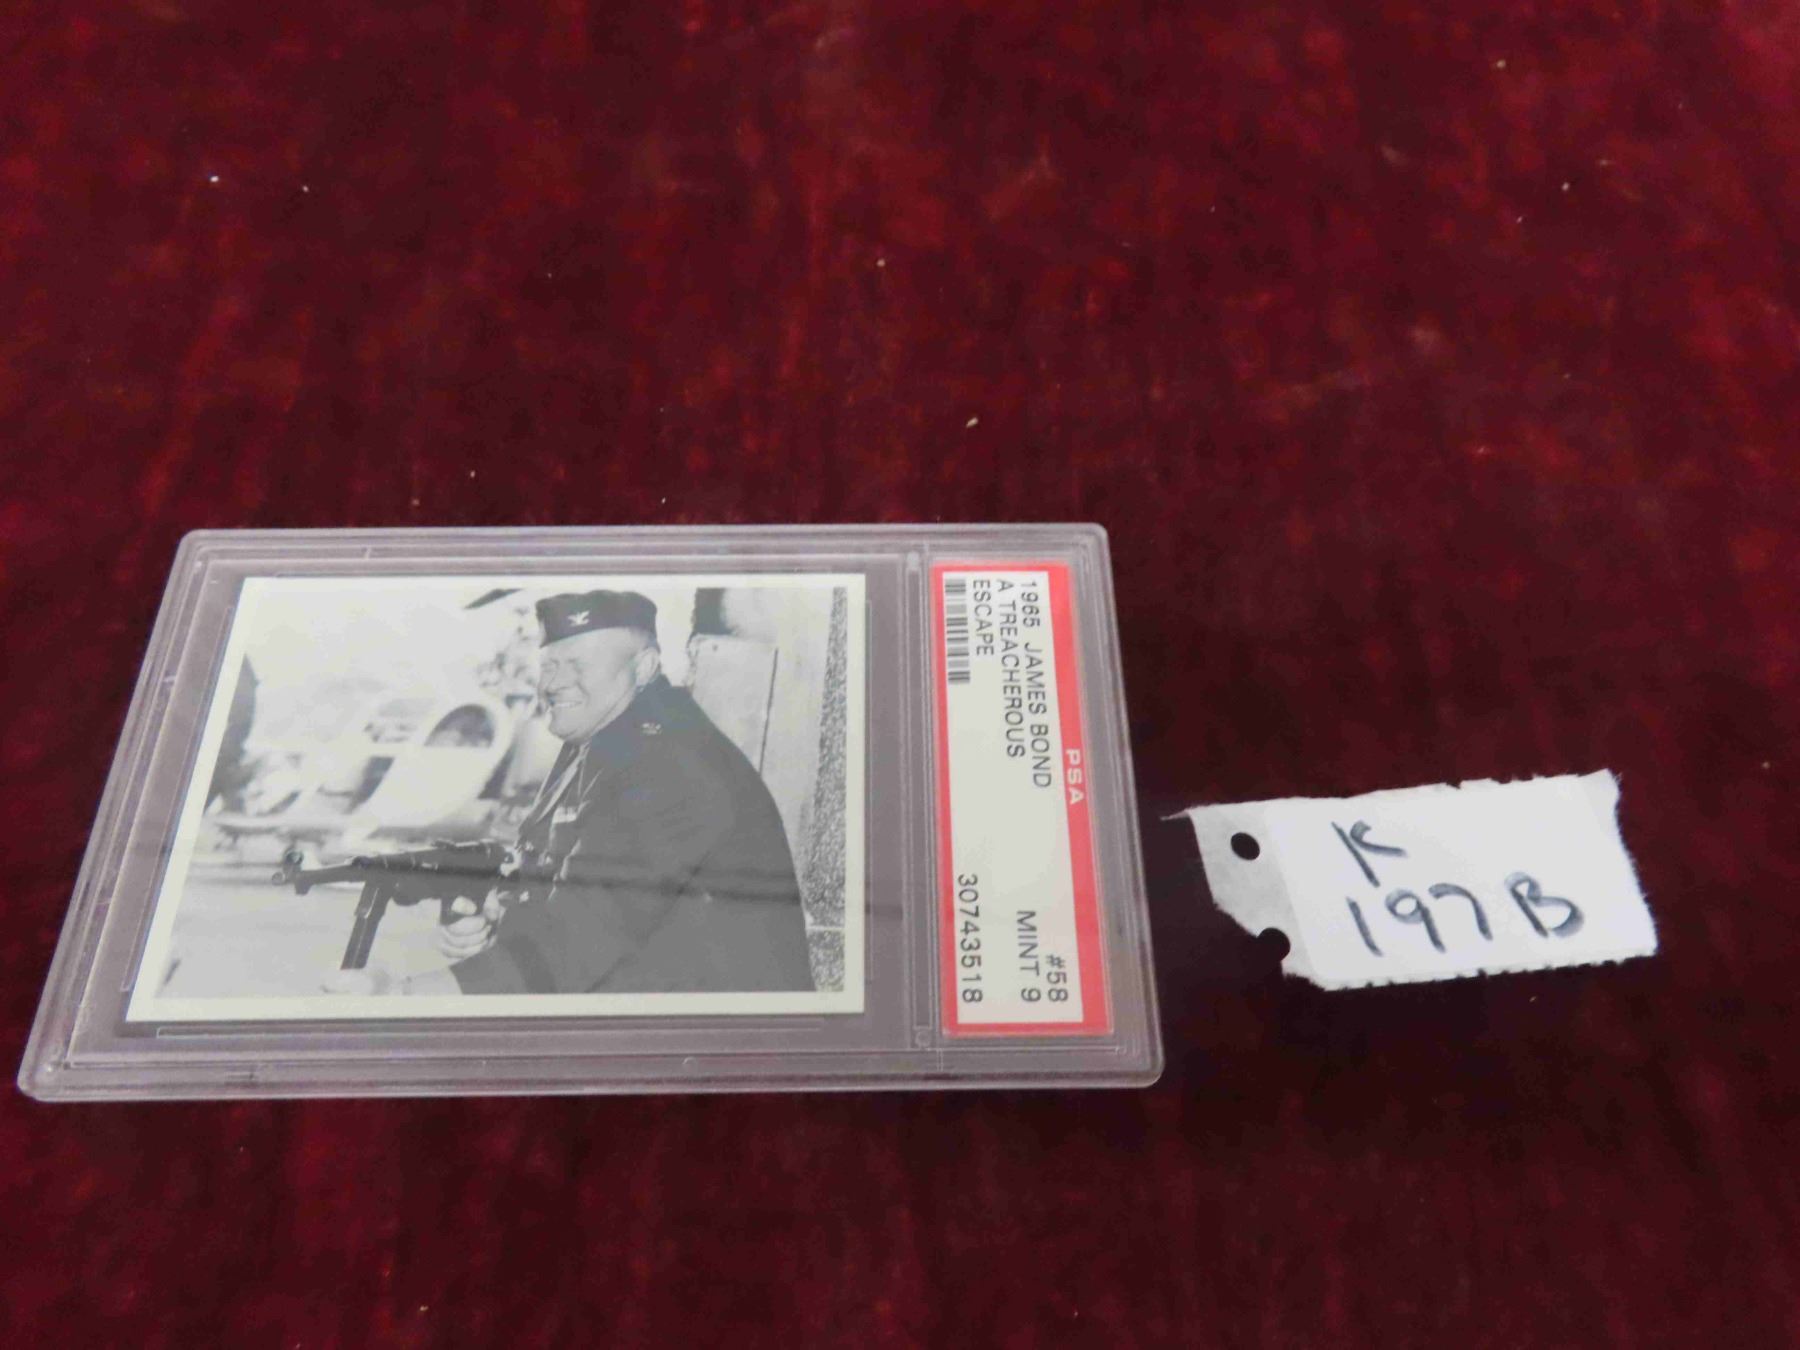 PSA
1965 JAMES BOND #58
A TREACHEROUS MINT 9
ESCAPE
30743518
K
197B